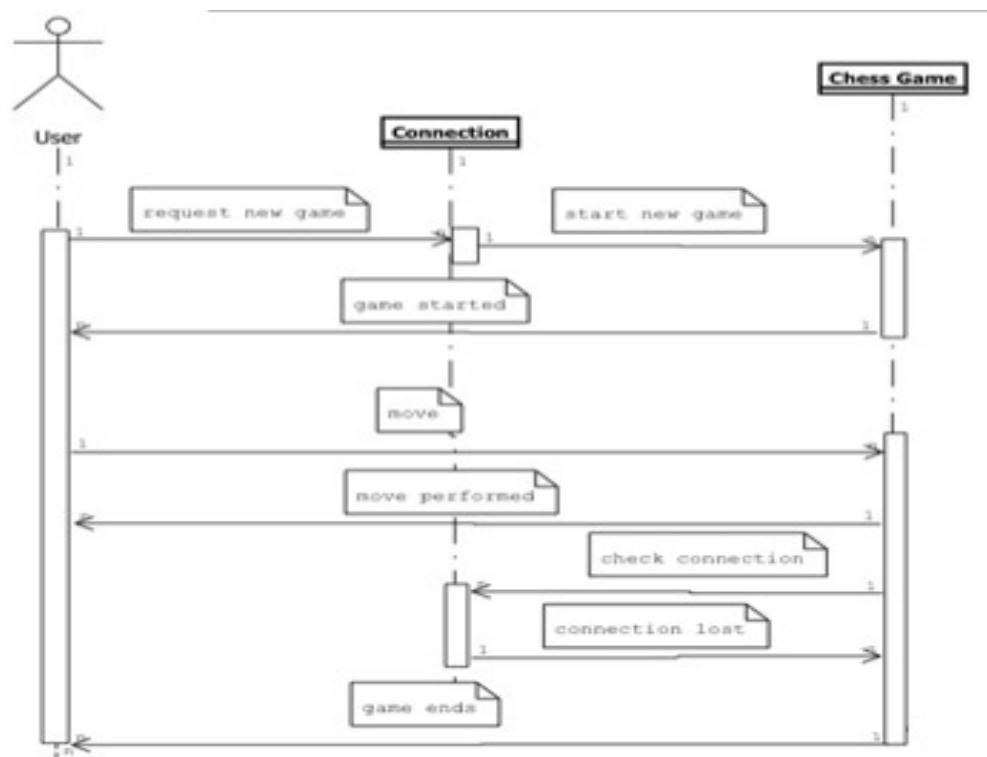 Chess Game
1
Connection
User
1
1
request new game
start new game
1
1
game started
1
move
1
move performed
1
check connection
1
connection lost
1
game ends
1
n